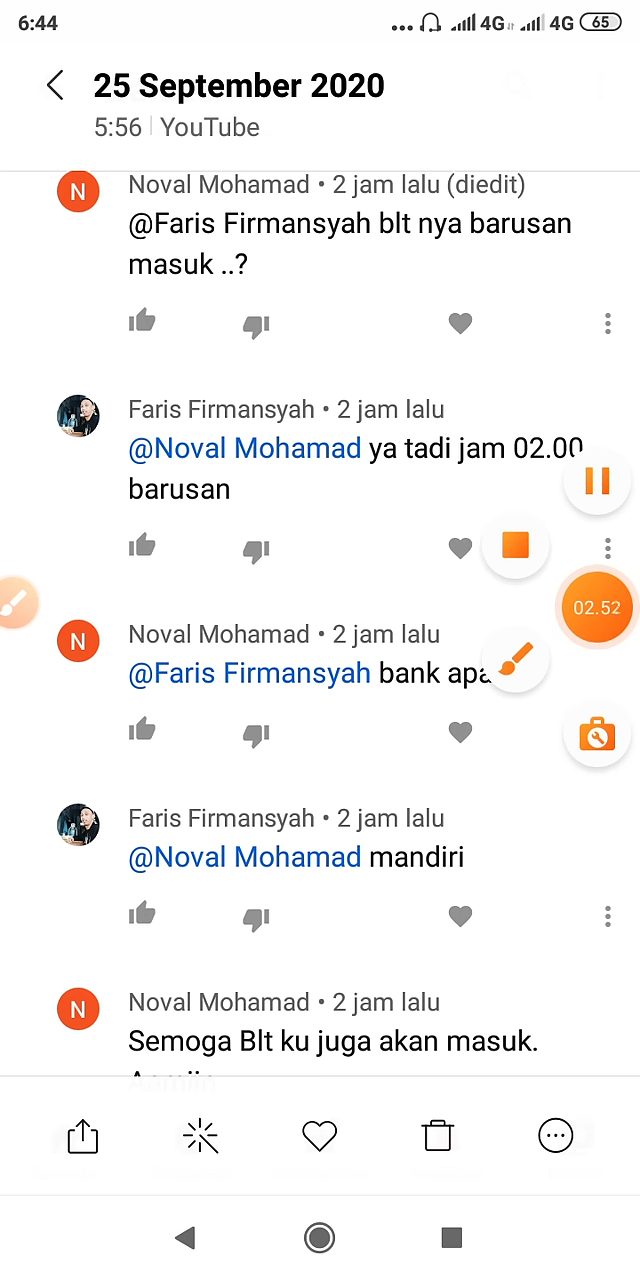 6:44
4G 4G 65
25 September 2020
5:56 | YouTube
N Noval Mohamad • 2 jam lalu (diedit)
@Faris Firmansyah blt nya barusan
masuk ..?
Faris Firmansyah • 2 jam lalu
@Noval Mohamad ya tadi jam 02.00
barusan
N Noval Mohamad • 2 jam lalu
@Faris Firmansyah bank apa
02.52
Faris Firmansyah • 2 jam lalu
@Noval Mohamad mandiri
N Noval Mohamad • 2 jam lalu
Semoga Blt ku juga akan masuk.